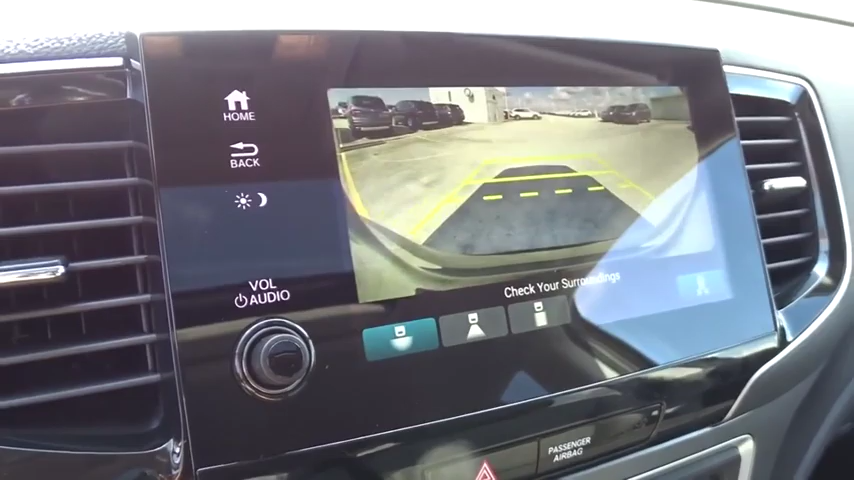 HOME
BACK
VOL
AUDIO
Check Your Surroundings
PASSENGER
AIRBAG